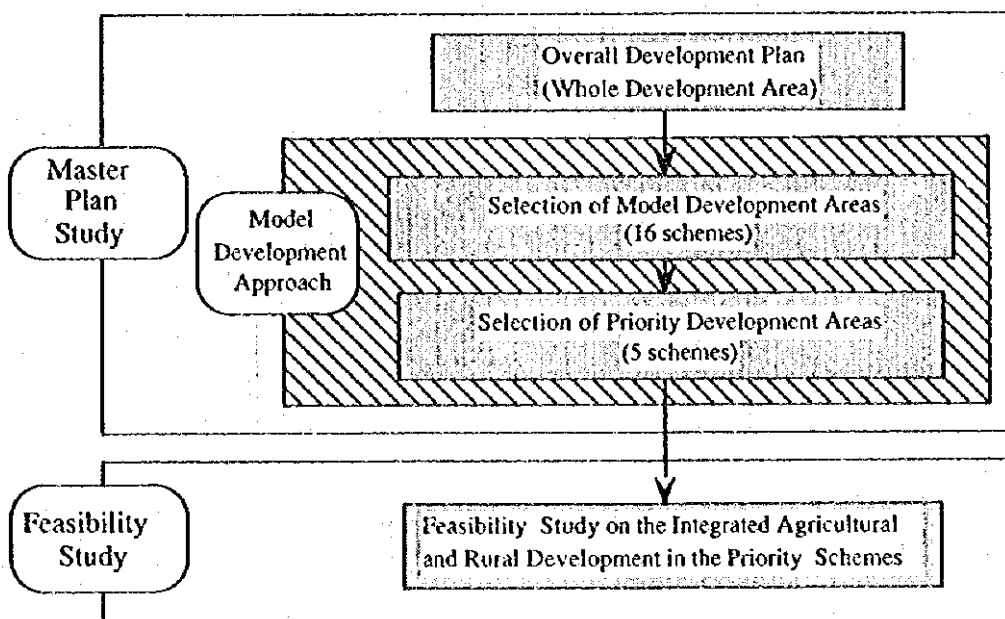 Overall Development Plan
(Whole Development Area)
Master
Plan
Study
Model
Development
Approach
Selection of Model Development Areas
(16 schemes)
Selection of Priority Development Areas
(5 schemes)
Feasibility
Study
Feasibility Study on the Integrated Agricultural
and Rural Development in the Priority Schemes